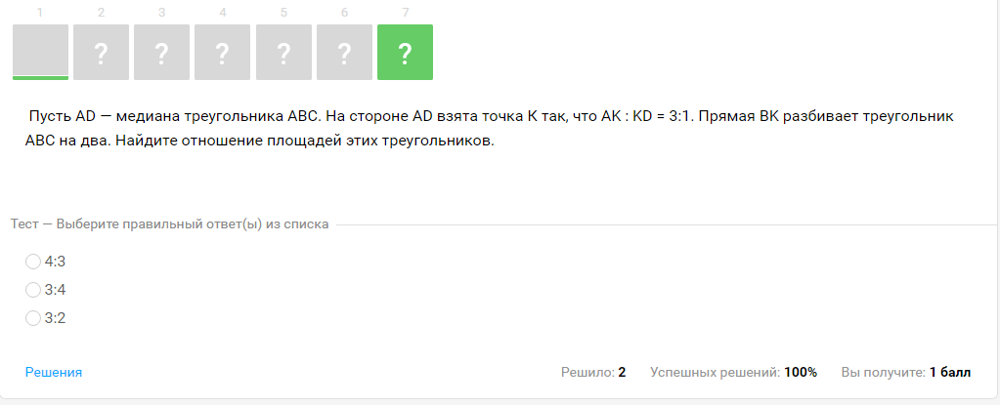 1 2 3 4 5 6 7
? ? ? ? ? ?
Пусть AD — медиана треугольника ABC. На стороне AD взята точка K так, что AK : KD = 3:1. Прямая BK разбивает треугольник
ABC на два. Найдите отношение площадей этих треугольников.
Тест — Выберите правильный ответ(ы) из списка
4:3
3:4
3:2
Решения Решило: 2 Успешных решений: 100% Вы получите: 1 балл